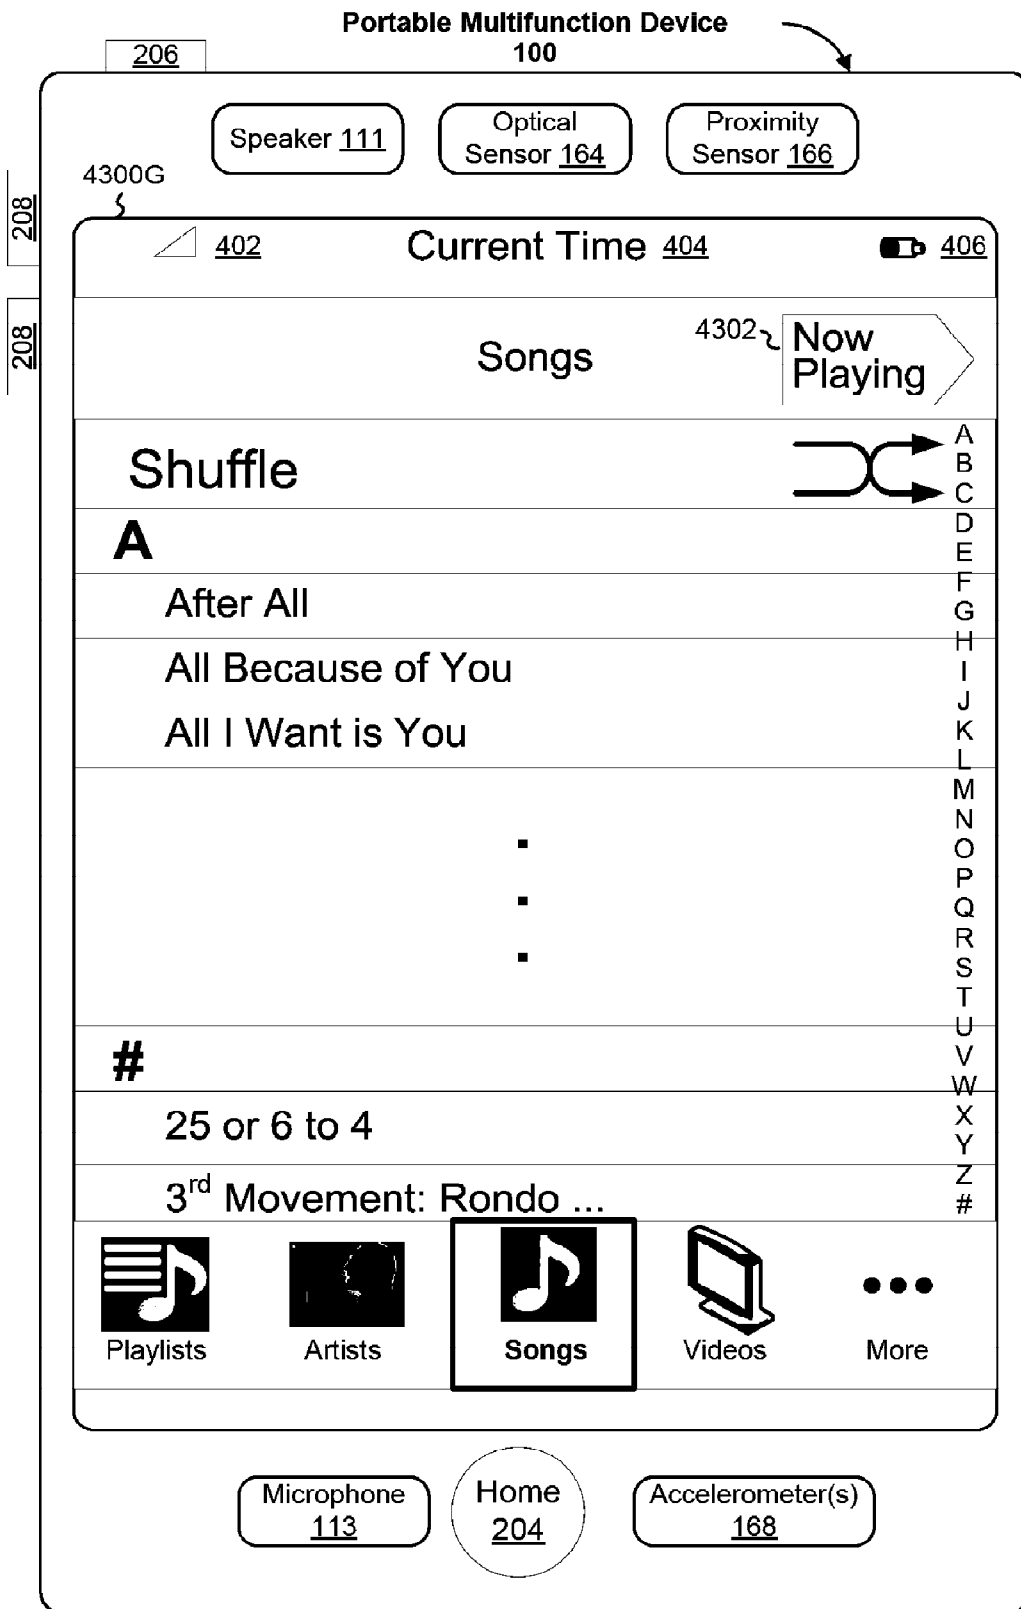 Portable Multifunction Device
100
206
Speaker 111
Optical
Sensor 164
Proximity
Sensor 166
4300G
208
208
402
Current Time 404
406
Songs
4302
Now
Playing
Shuffle
A
After All
All Because of You
All I Want is You
#
25 or 6 to 4
3rd Movement: Rondo ...
A
B
C
D
E
F
G
H
I
J
K
L
M
N
O
P
Q
R
S
T
U
V
W
X
Y
Z
#
Playlists
Artists
Songs
Videos
More
Microphone
113
Home
204
Accelerometer(s)
168